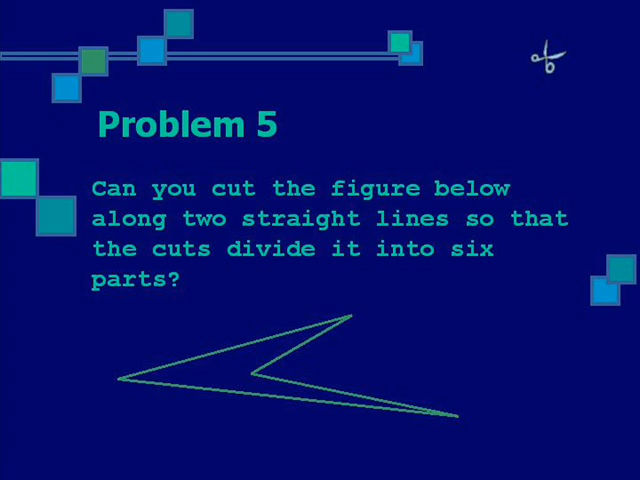 Problem 5
Can you cut the figure below
along two straight lines so that
the cuts divide it into six
parts?